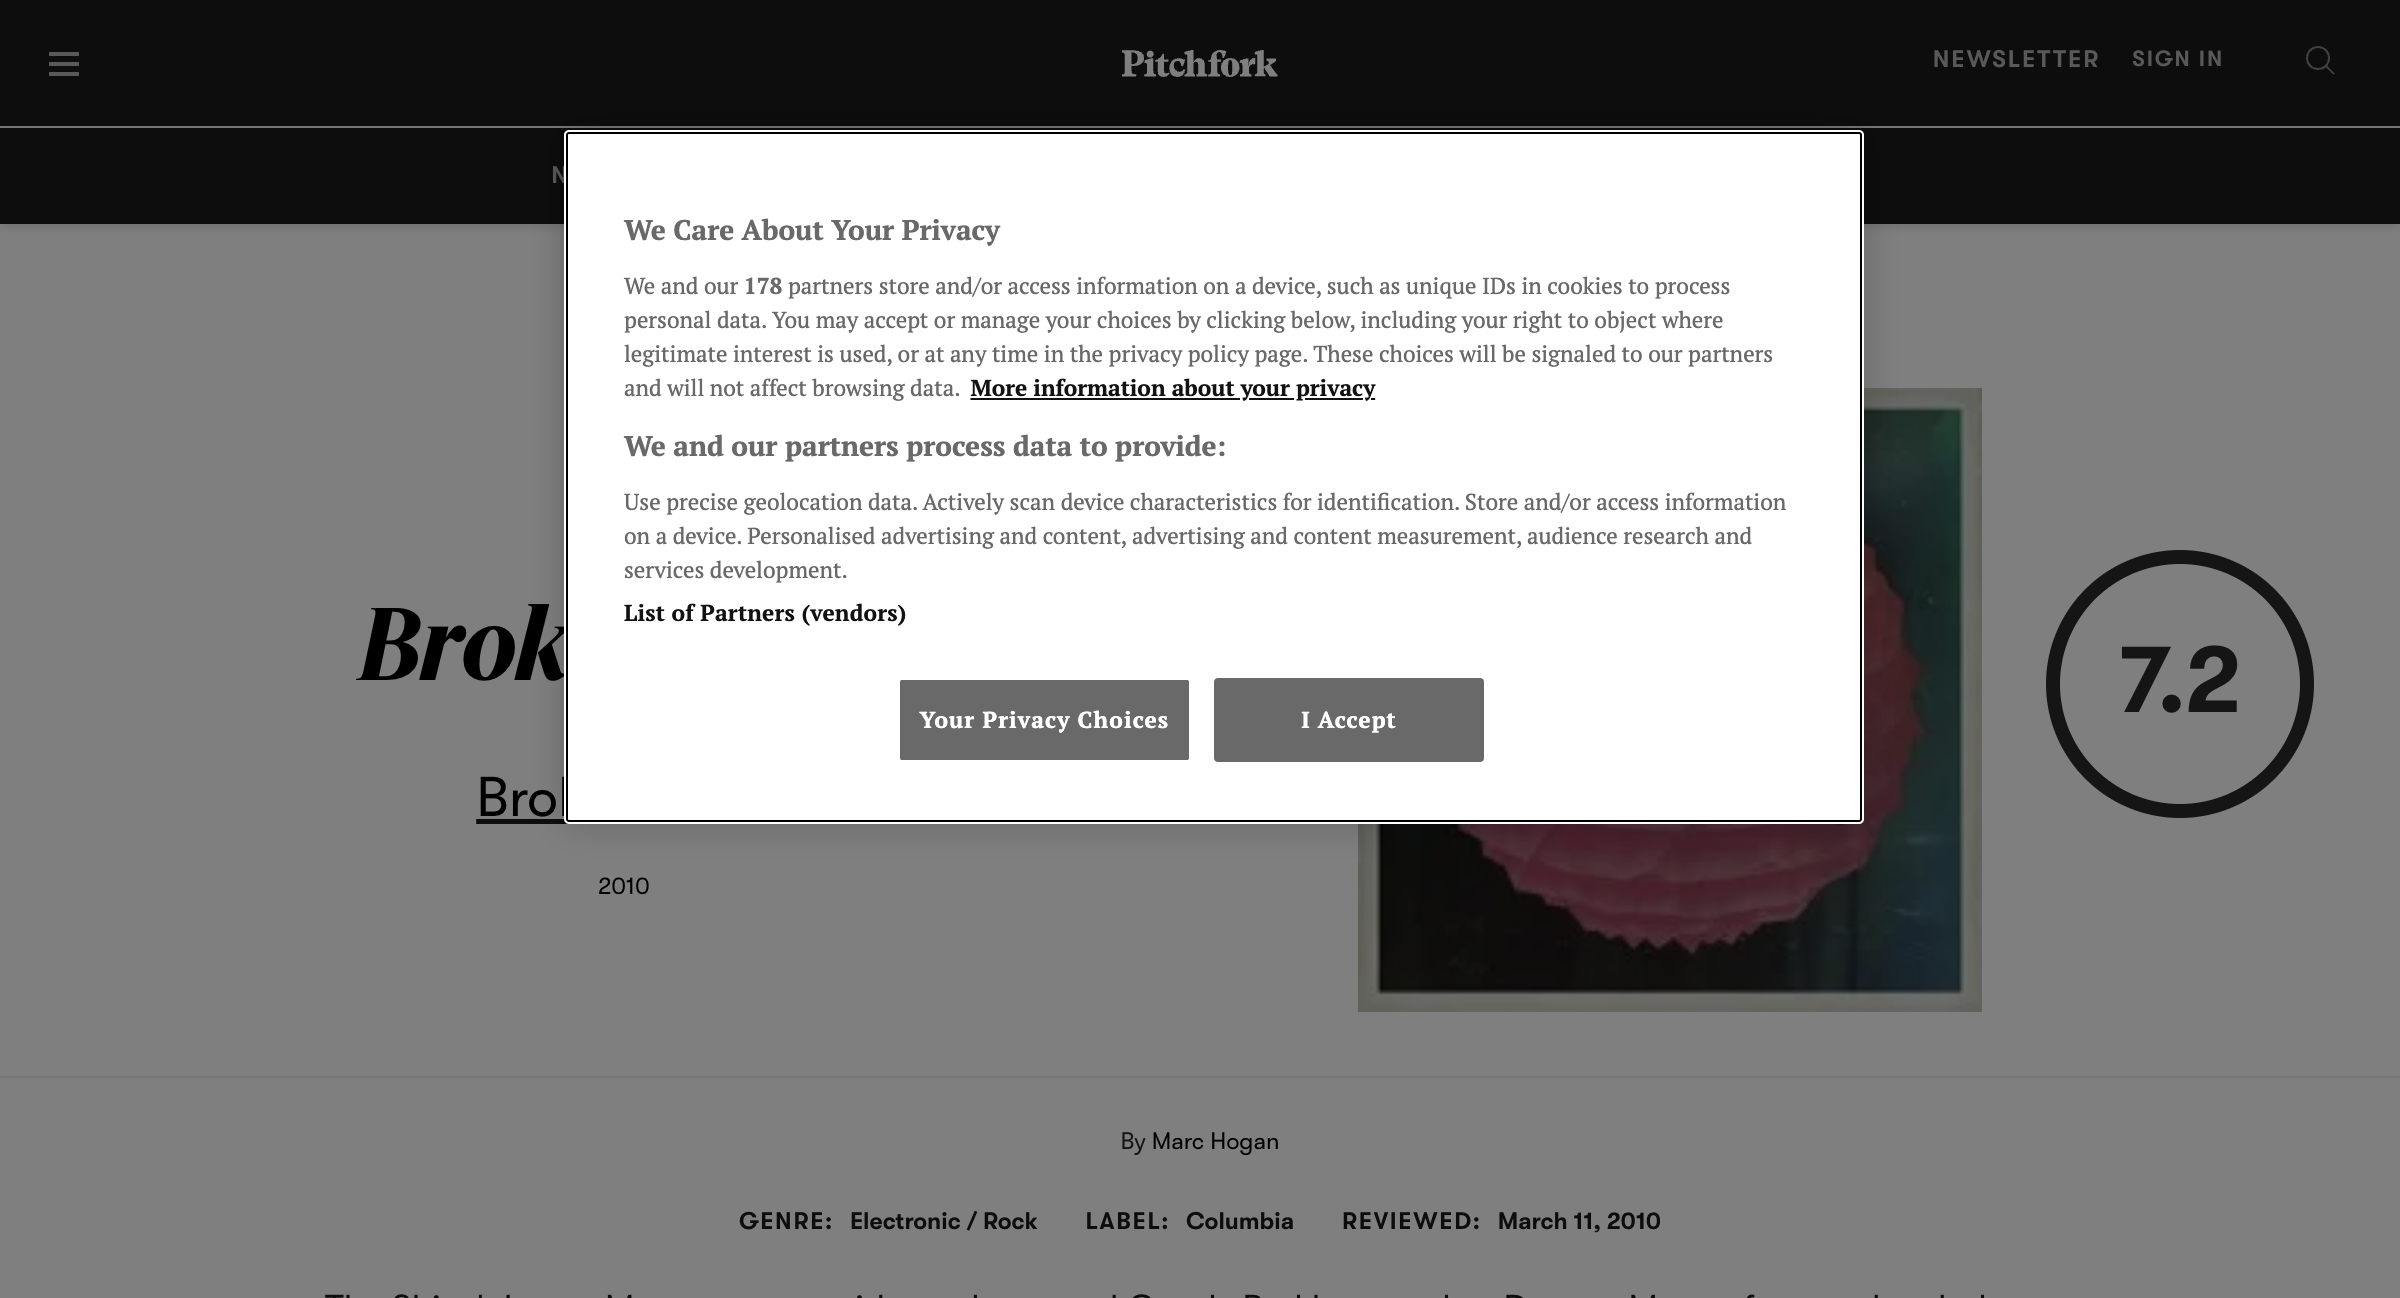 Pitchfork
NEWSLETTER SIGN IN
We Care About Your Privacy
We and our 178 partners store and/or access information on a device, such as unique IDs in cookies to process
personal data. You may accept or manage your choices by clicking below, including your right to object where
legitimate interest is used, or at any time in the privacy policy page. These choices will be signaled to our partners
and will not affect browsing data. More information about your privacy
We and our partners process data to provide:
Use precise geolocation data. Actively scan device characteristics for identification. Store and/or access information
on a device. Personalised advertising and content, advertising and content measurement, audience research and
services development.
List of Partners (vendors)
Your Privacy Choices
I Accept
Brok
7.2
2010
By Marc Hogan
GENRE: Electronic / Rock LABEL: Columbia REVIEWED: March 11, 2010